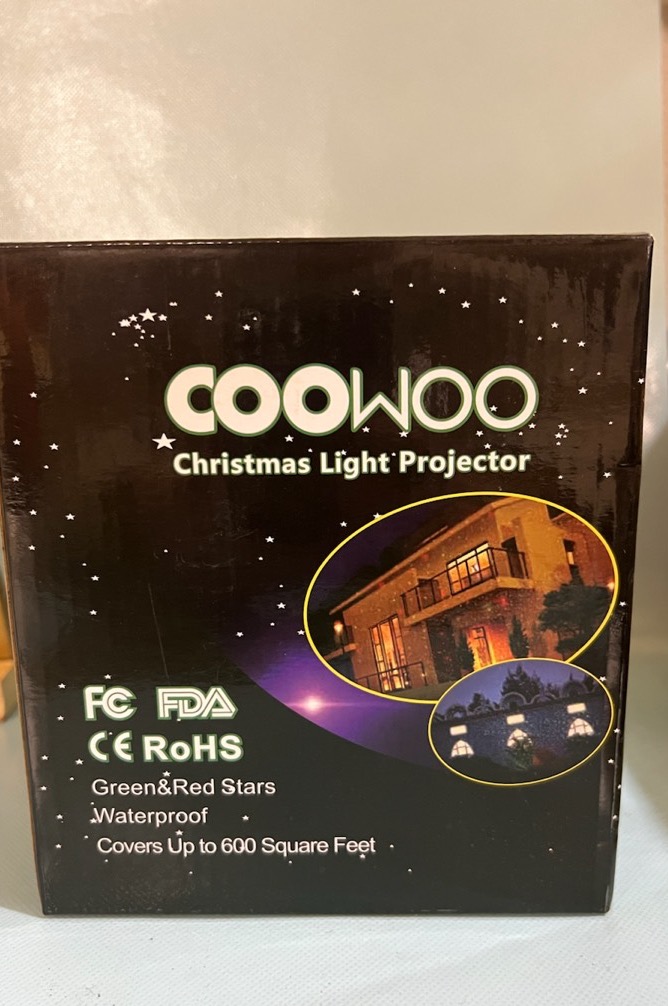 COOWOO
Christmas Light Projector
FC FDA
CE RoHS
Green&Red Stars
Waterproof
Covers Up to 600 Square Feet